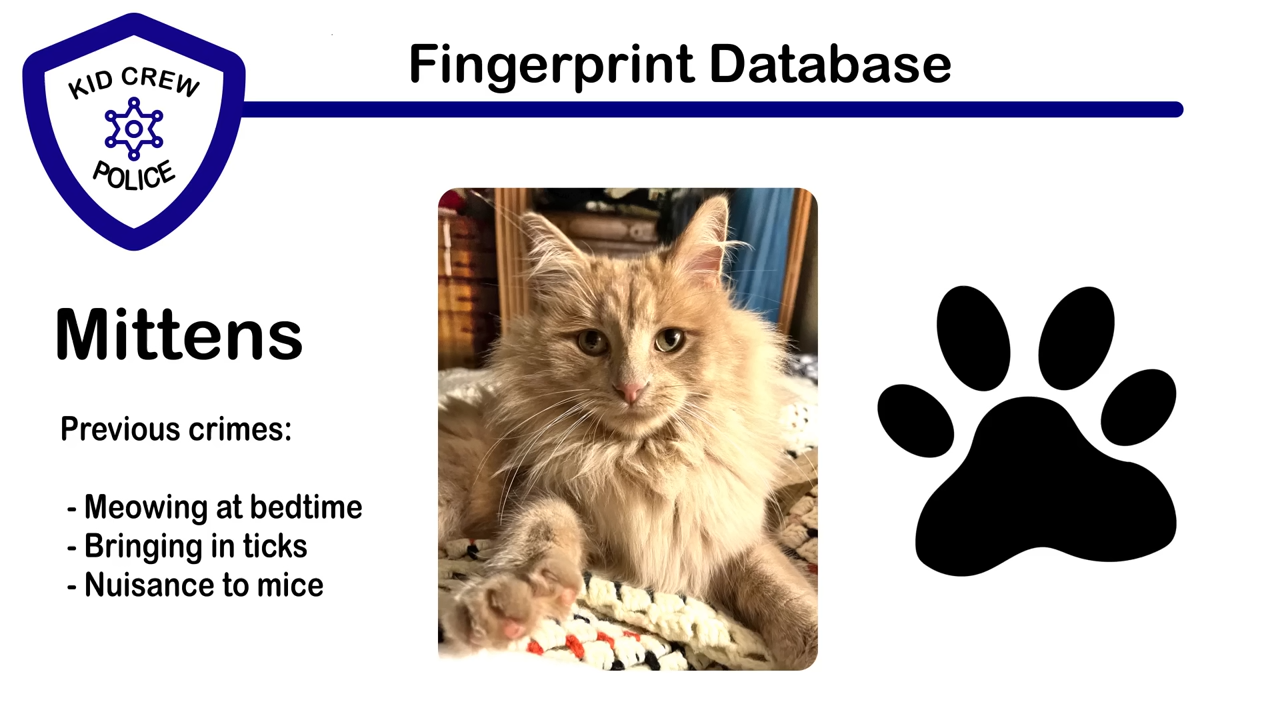 KID CREW
POLICE
Fingerprint Database
Mittens
Previous crimes:
- Meowing at bedtime
- Bringing in ticks
- Nuisance to mice